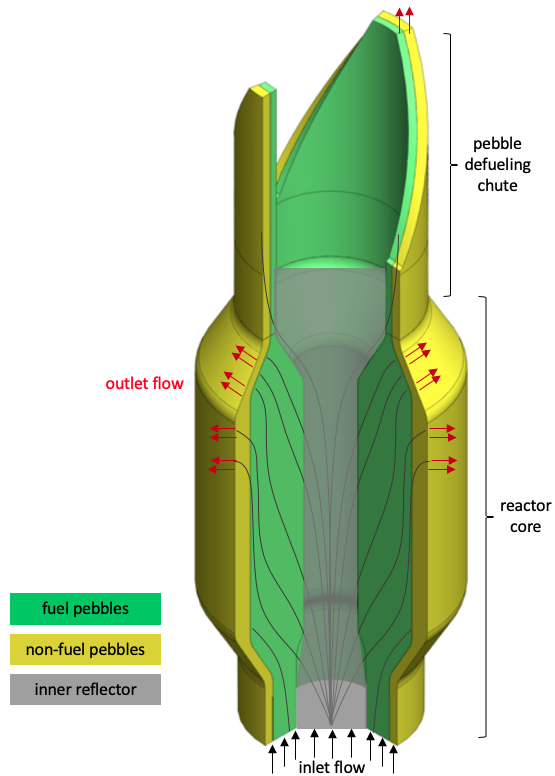 pebble
defueling
chute
outlet flow
reactor
core
fuel pebbles
non-fuel pebbles
inner reflector
inlet flow